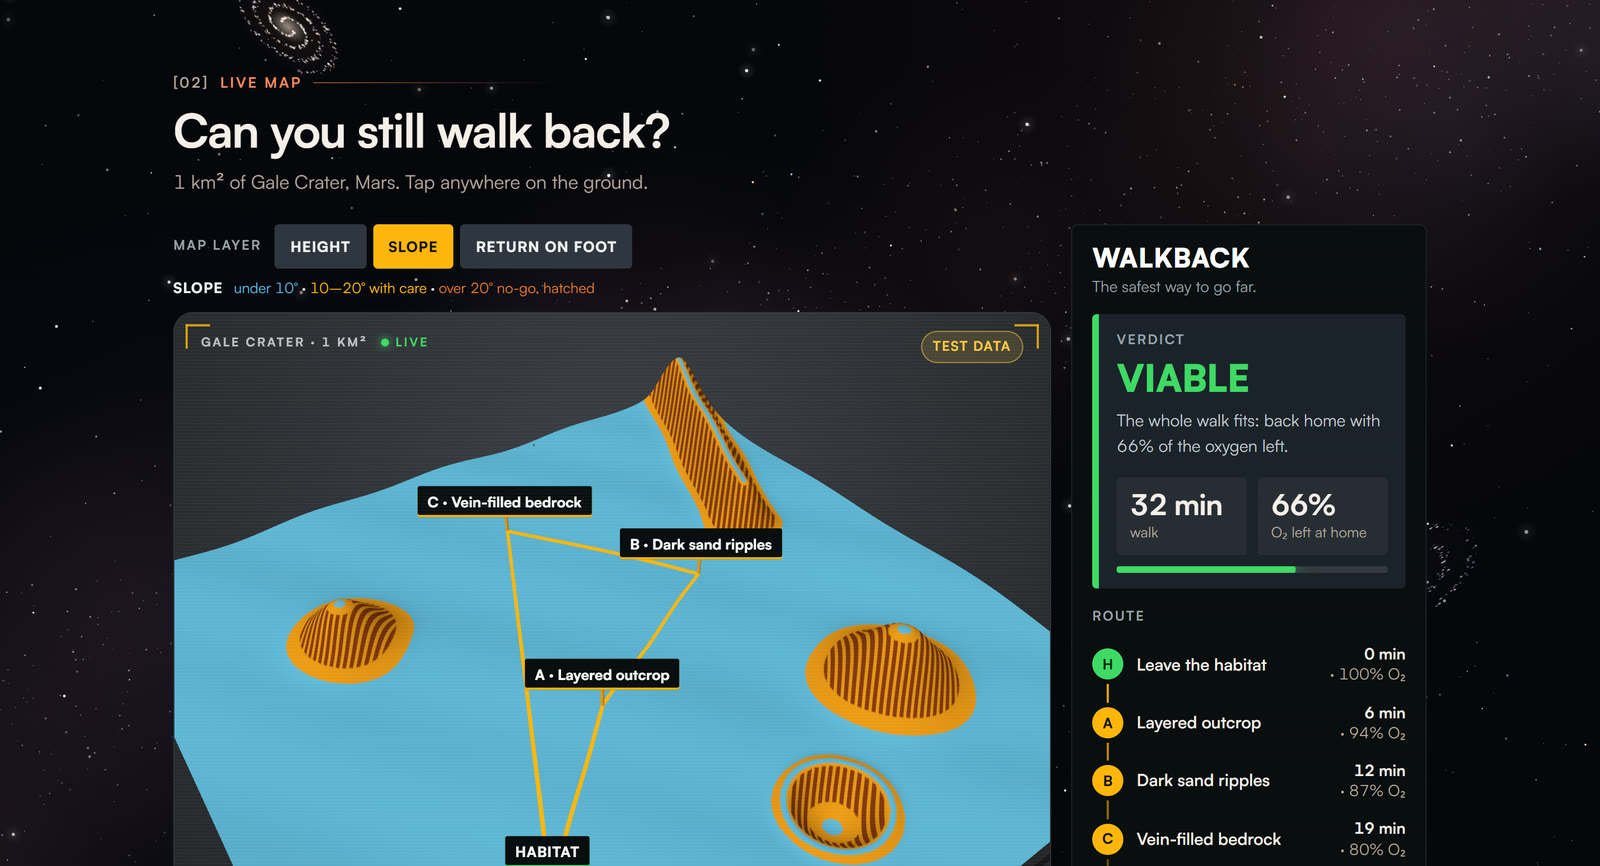 [02] LIVE MAP
Can you still walk back?
1 km² of Gale Crater, Mars. Tap anywhere on the ground.
MAP LAYER HEIGHT SLOPE RETURN ON FOOT
SLOPE under 10° · 10—20° with care · over 20° no-go, hatched
GALE CRATER · 1 KM² LIVE
TEST DATA
C · Vein-filled bedrock
B · Dark sand ripples
A · Layered outcrop
HABITAT
WALKBACK
The safest way to go far.
VERDICT
VIABLE
The whole walk fits: back home with
66% of the oxygen left.
32 min
walk
66%
O₂ left at home
ROUTE
H Leave the habitat 0 min
· 100% O₂
A Layered outcrop 6 min
· 94% O₂
B Dark sand ripples 12 min
· 87% O₂
C Vein-filled bedrock 19 min
· 80% O₂